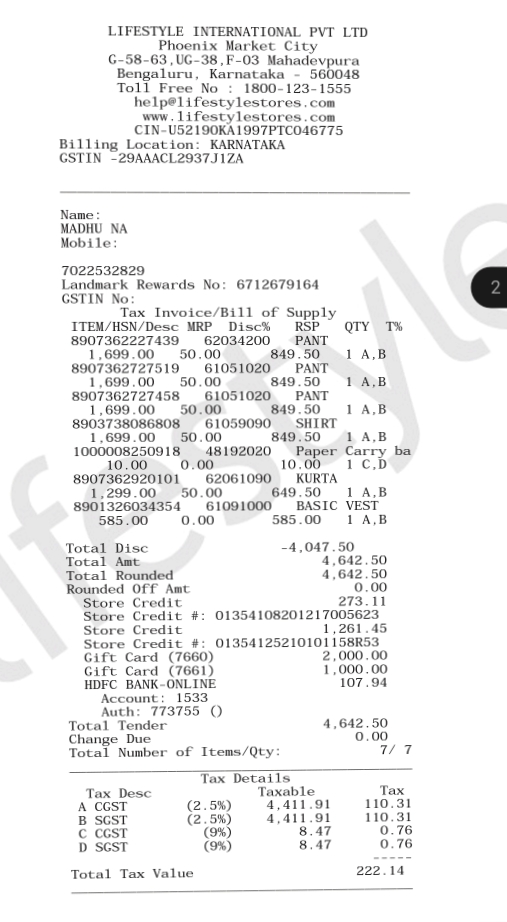 LIFESTYLE INTERNATIONAL PVT LTD
Phoenix Market City
G-58-63,UG-38,F-03 Mahadevpura
Bengaluru, Karnataka - 560048
Toll Free No : 1800-123-1555
help@lifestylestores.com
www.lifestylestores.com
CIN-U52190KA1997PTC046775
Billing Location: KARNATAKA
GSTIN -29AAACL2937J1ZA
Name:
MADHU NA
Mobile:
7022532829
Landmark Rewards No: 6712679164
GSTIN No:
Tax Invoice/Bill of Supply
ITEM/HSN/Desc MRP Disc% RSP QTY T%
8907362227439 62034200 PANT
1,699.00 50.00 849.50 1 A,B
8907362727519 61051020 PANT
1,699.00 50.00 849.50 1 A,B
8907362727458 61051020 PANT
1,699.00 50.00 849.50 1 A,B
8903738086808 61059090 SHIRT
1,699.00 50.00 849.50 1 A,B
1000008250918 48192020 Paper Carry ba
10.00 0.00 10.00 1 C,D
8907362920101 62061090 KURTA
1,299.00 50.00 649.50 1 A,B
8901326034354 61091000 BASIC VEST
585.00 0.00 585.00 1 A,B
Total Disc -4,047.50
Total Amt 4,642.50
Total Rounded 4,642.50
Rounded Off Amt 0.00
Store Credit 273.11
Store Credit #: 01354108201217005623
Store Credit 1,261.45
Store Credit #: 01354125210101158R53
Gift Card (7660) 2,000.00
Gift Card (7661) 1,000.00
HDFC BANK-ONLINE 107.94
Account: 1533
Auth: 773755 ()
Total Tender 4,642.50
Change Due 0.00
Total Number of Items/Qty: 7/ 7
Tax Details
Tax Desc Taxable Tax
A CGST (2.5%) 4,411.91 110.31
B SGST (2.5%) 4,411.91 110.31
C CGST (9%) 8.47 0.76
D SGST (9%) 8.47 0.76
-----
Total Tax Value 222.14
lifestyle
2